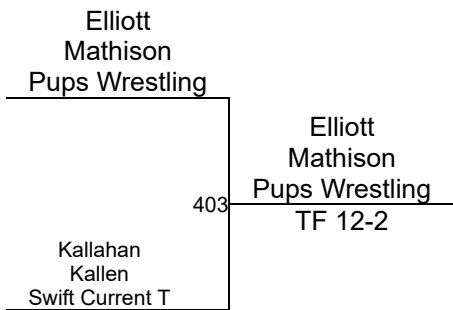 Elliott
Mathison
Pups Wrestling
403
Kallahan
Kallen
Swift Current T
Elliott
Mathison
Pups Wrestling
TF 12-2